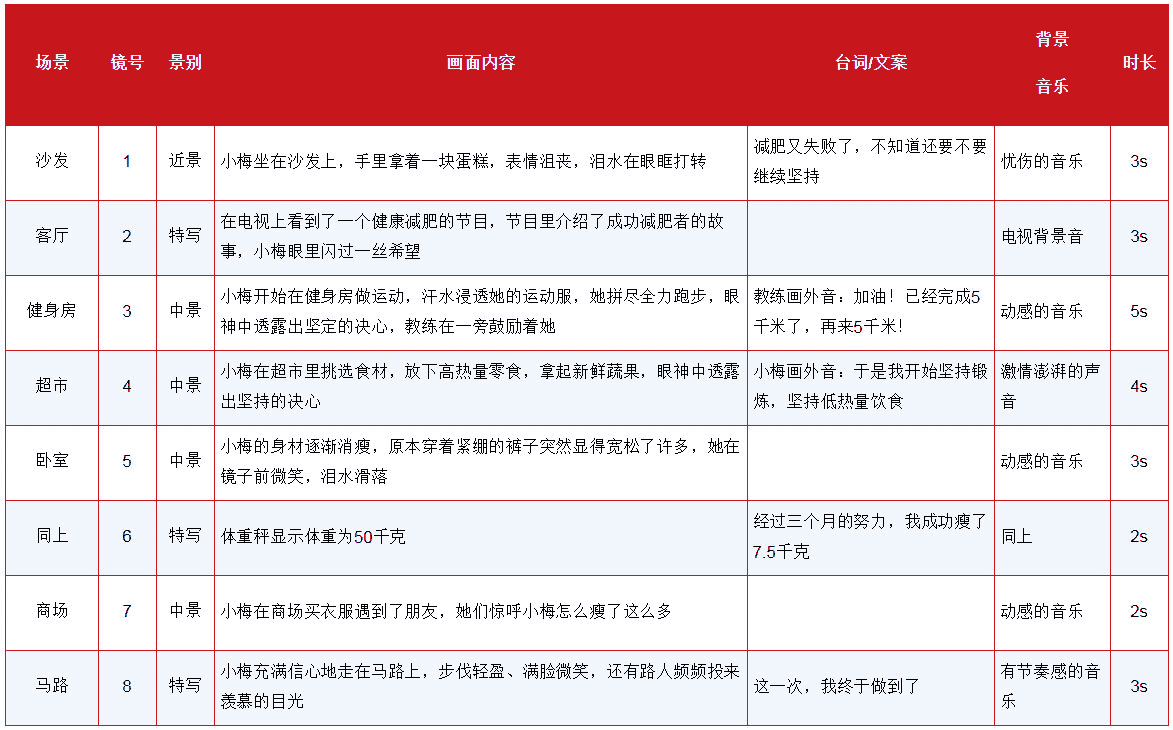 场景 镜号 景别 画面内容 台词/文案 背景
音乐 时长
沙发 1 近景 小梅坐在沙发上，手里拿着一块蛋糕，表情沮丧，泪水在眼眶打转 减肥又失败了，不知道还要不要
继续坚持 忧伤的音乐 3s
客厅 2 特写 在电视上看到了一个健康减肥的节目，节目里介绍了成功减肥者的故
事，小梅眼里闪过一丝希望 电视背景音 3s
健身房 3 中景 小梅开始在健身房做运动，汗水浸透她的运动服，她拼尽全力跑步，眼
神中透露出坚定的决心，教练在一旁鼓励着她 教练画外音：加油！已经完成5
千米了，再来5千米！ 动感的音乐 5s
超市 4 中景 小梅在超市里挑选食材，放下高热量零食，拿起新鲜蔬果，眼神中透露
出坚持的决心 小梅画外音：于是我开始坚持锻
炼，坚持低热量饮食 激情澎湃的声
音 4s
卧室 5 中景 小梅的身材逐渐消瘦，原本穿着紧绷的裤子突然显得宽松了许多，她在
镜子前微笑，泪水滑落 动感的音乐 3s
同上 6 特写 体重秤显示体重为50千克 经过三个月的努力，我成功瘦了
7.5千克 同上 2s
商场 7 中景 小梅在商场买衣服遇到了朋友，她们惊呼小梅怎么瘦了这么多 动感的音乐 2s
马路 8 特写 小梅充满信心地走在马路上，步伐轻盈、满脸微笑，还有路人频频投来
羡慕的目光 这一次，我终于做到了 有节奏感的音
乐 3s